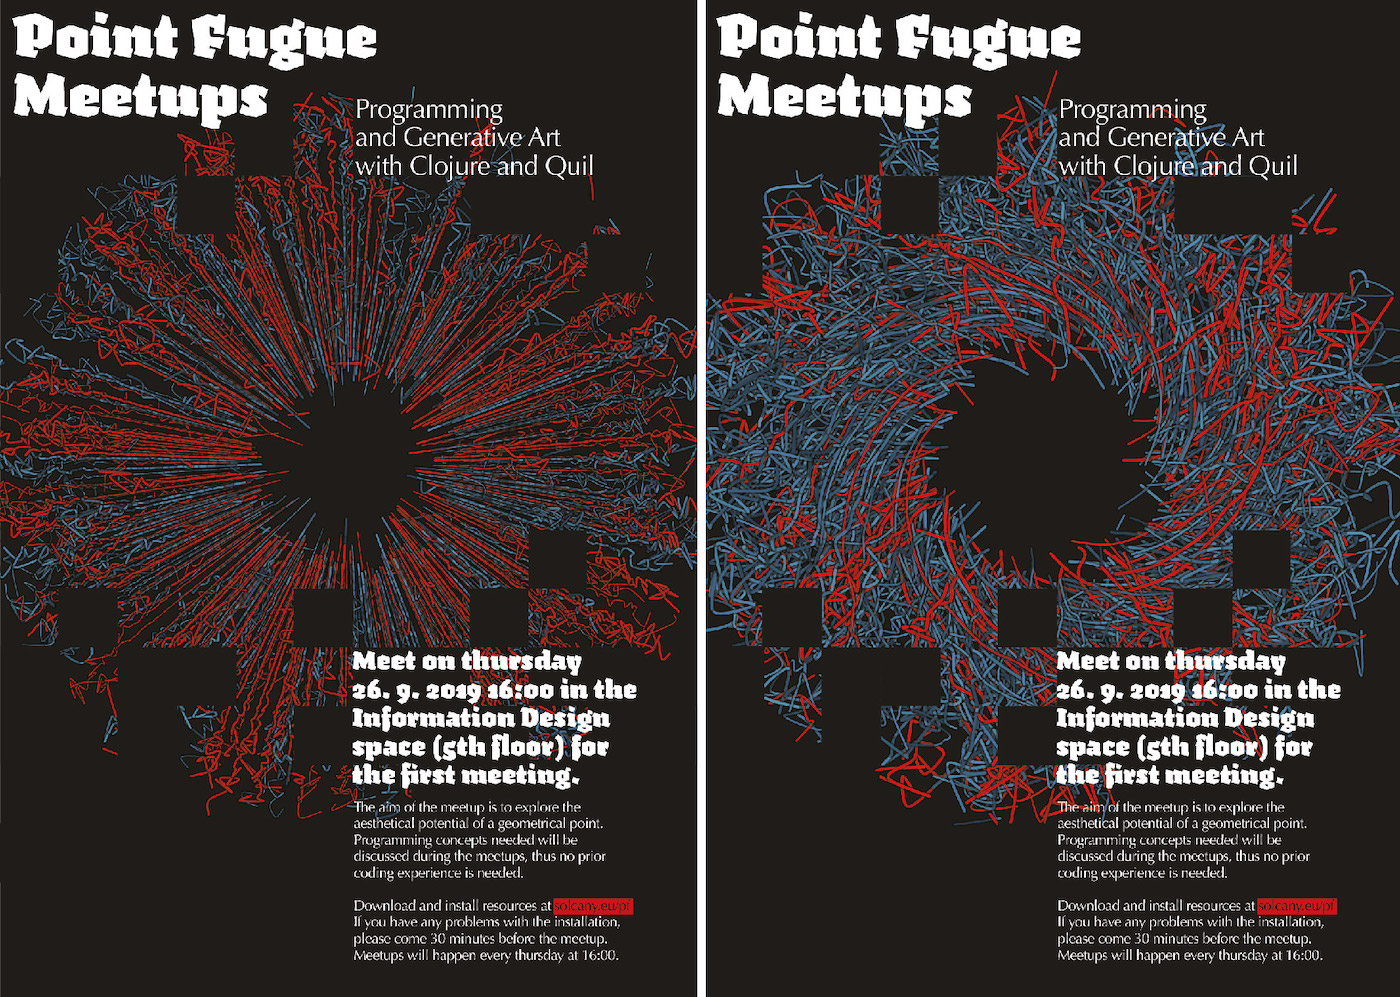 Point Fugue
Meetups
Programming
and Generative Art
with Clojure and Quil
Meet on thursday
26. 9. 2019 16:00 in the
Information Design
space (5th floor) for
the first meeting.
The aim of the meetup is to explore the
aesthetical potential of a geometrical point.
Programming concepts needed will be
discussed during the meetups, thus no prior
coding experience is needed.
Download and install resources at solcany.eu/pf
If you have any problems with the installation,
please come 30 minutes before the meetup.
Meetups will happen every thursday at 16:00.
Point Fugue
Meetups
Programming
and Generative Art
with Clojure and Quil
Meet on thursday
26. 9. 2019 16:00 in the
Information Design
space (5th floor) for
the first meeting.
The aim of the meetup is to explore the
aesthetical potential of a geometrical point.
Programming concepts needed will be
discussed during the meetups, thus no prior
coding experience is needed.
Download and install resources at solcany.eu/pf
If you have any problems with the installation,
please come 30 minutes before the meetup.
Meetups will happen every thursday at 16:00.